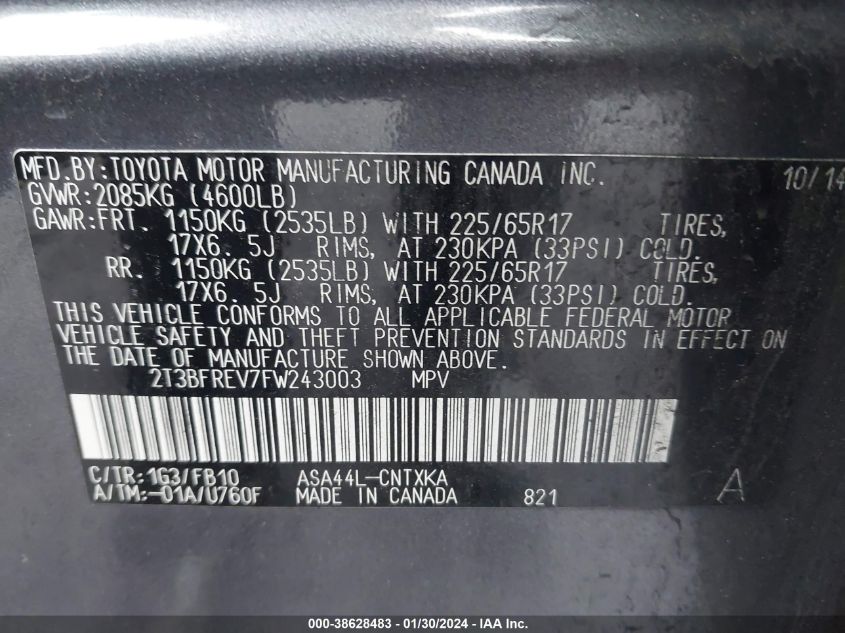 MFD.BY:TOYOTA MOTOR MANUFACTURING CANADA INC. 10/14
GVWR:2085KG (4600LB)
GAWR:FRT. 1150KG (2535LB) WITH 225/65R17 TIRES,
17X6. 5J RIMS, AT 230KPA (33PSI) COLD.
RR. 1150KG (2535LB) WITH 225/65R17 TIRES,
17X6. 5J RIMS, AT 230KPA (33PSI) COLD.
THIS VEHICLE CONFORMS TO ALL APPLICABLE FEDERAL MOTOR
VEHICLE SAFETY AND THEFT PREVENTION STANDARDS IN EFFECT ON
THE DATE OF MANUFACTURE SHOWN ABOVE.
2T3BFREV7FW243003 MPV
C/TR:1G3/FB10 ASA44L-CNTXKA
A/TM:-01A/U760F MADE IN CANADA 821 A
000-38628483 - 01/30/2024 - IAA Inc.